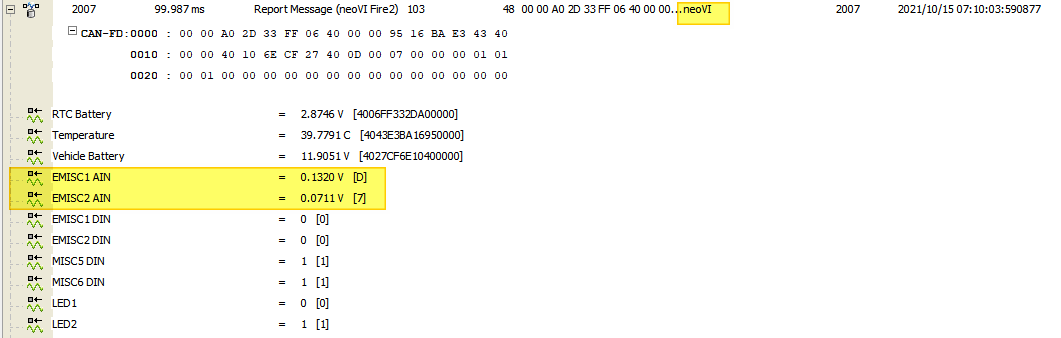 2007 99.987 ms Report Message (neoVI Fire2) 103 48 00 00 A0 2D 33 FF 06 40 00 00...neoVI 2007 2021/10/15 07:10:03:590877
CAN-FD:0000 : 00 00 A0 2D 33 FF 06 40 00 00 95 16 BA E3 43 40
0010 : 00 00 40 10 6E CF 27 40 0D 00 07 00 00 00 01 01
0020 : 00 01 00 00 00 00 00 00 00 00 00 00 00 00 00 00
RTC Battery = 2.8746 V [4006FF332DA00000]
Temperature = 39.7791 C [4043E3BA16950000]
Vehicle Battery = 11.9051 V [4027CF6E10400000]
EMISC1 AIN = 0.1320 V [D]
EMISC2 AIN = 0.0711 V [7]
EMISC1 DIN = 0 [0]
EMISC2 DIN = 0 [0]
MISC5 DIN = 1 [1]
MISC6 DIN = 1 [1]
LED1 = 0 [0]
LED2 = 1 [1]